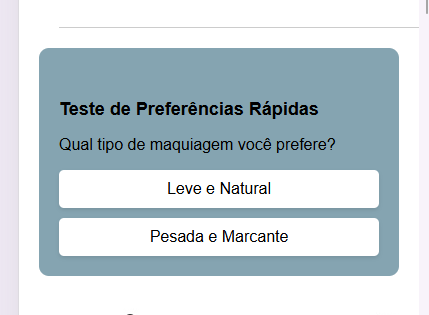 Teste de Preferências Rápidas
Qual tipo de maquiagem você prefere?
Leve e Natural
Pesada e Marcante